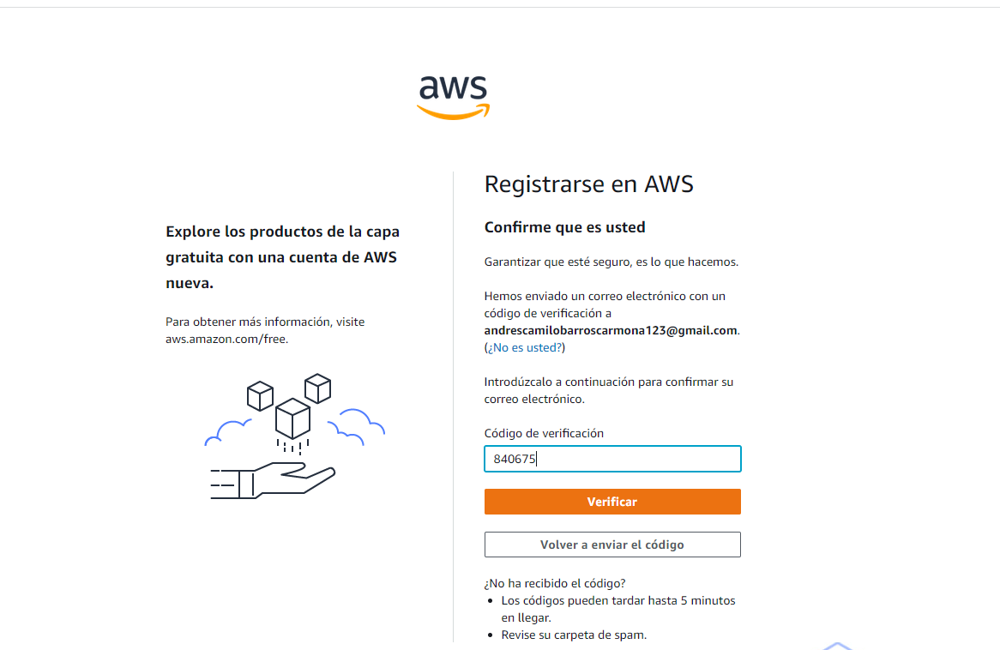 aws
Registrarse en AWS
Explore los productos de la capa
gratuita con una cuenta de AWS
nueva.
Para obtener más información, visite
aws.amazon.com/free.
Confirme que es usted
Garantizar que esté seguro, es lo que hacemos.
Hemos enviado un correo electrónico con un
código de verificación a
andrescamilobarroscarmona123@gmail.com.
(¿No es usted?)
Introdúzcalo a continuación para confirmar su
correo electrónico.
Código de verificación
840675
Verificar
Volver a enviar el código
¿No ha recibido el código?
• Los códigos pueden tardar hasta 5 minutos
en llegar.
• Revise su carpeta de spam.